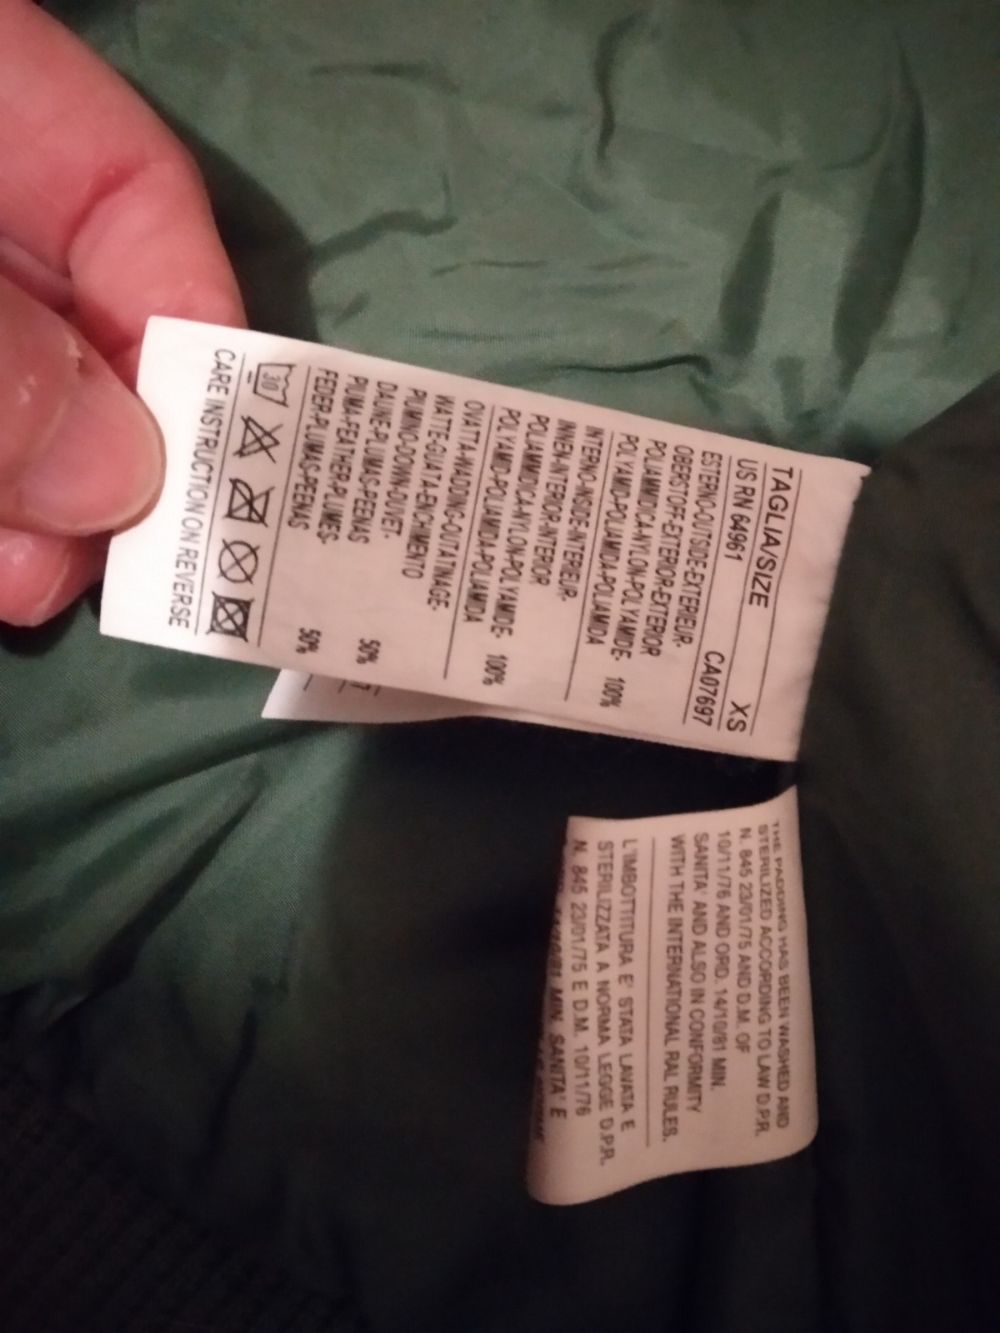 TAGLIA/SIZE XS
US RN 64961 CA07697
ESTERNO-OUTSIDE-EXTERIEUR-
OBERSTOFF-EXTERIOR-EXTERIOR
POLIAMMIDICA-NYLON-POLYAMIDE- 100%
POLYAMID-POLIAMIDA-POLIAMIDA
INTERNO-INSIDE-INTERIEUR-
INNEN-INTERIOR-INTERIOR
POLIAMMIDICA-NYLON-POLYAMIDE- 100%
POLYAMID-POLIAMIDA-POLIAMIDA
OVATTA-WADDING-OUTATINAGE-
WATTE-GUATA-ENCHIMENTO
PIUMINO-DOWN-DUVET- 50%
DAUNE-PLUMAS-PEENAS
PIUMA-FEATHER-PLUMES- 50%
FEDER-PLUMAS-PEENAS
30
CARE INSTRUCTION ON REVERSE
THE PADDING HAS BEEN WASHED AND
STERILIZED ACCORDING TO LAW D.P.R.
N. 845 23/01/75 AND D.M. OF
10/11/76 AND ORD. 14/10/81 MIN.
SANITA' AND ALSO IN CONFORMITY
WITH THE INTERNATIONAL RAL RULES.
L'IMBOTTITURA E' STATA LAVATA E
STERILIZZATA A NORMA LEGGE D.P.R.
N. 845 23/01/75 E D.M. 10/11/76
MIN. SANITA' E